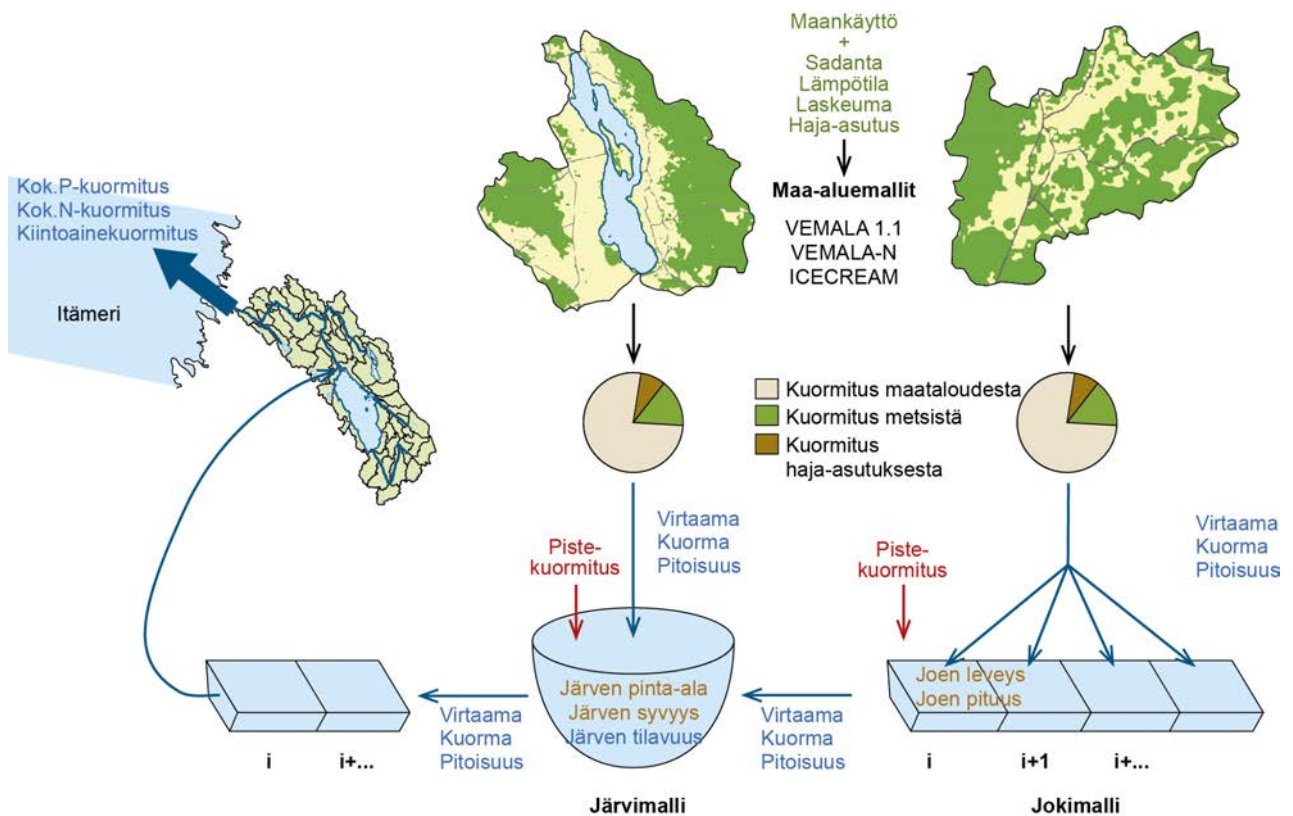 Maankäyttö
+
Sadanta
Lämpötila
Laskeuma
Haja-asutus
Maa-aluemallit
VEMALA 1.1
VEMALA-N
ICECREAM
Kok.P-kuormitus
Kok.N-kuormitus
Kiintoainekuormitus
Itämeri
Kuormitus maataloudesta
Kuormitus metsistä
Kuormitus
haja-asutuksesta
Piste-
kuormitus
Virtaama
Kuorma
Pitoisuus
Piste-
kuormitus
Virtaama
Kuorma
Pitoisuus
Järven pinta-ala
Järven syvyys
Järven tilavuus
Joen leveys
Joen pituus
Virtaama
Kuorma
Pitoisuus
Virtaama
Kuorma
Pitoisuus
i
i+...
i
i+1
i+...
Järvimalli
Jokimalli